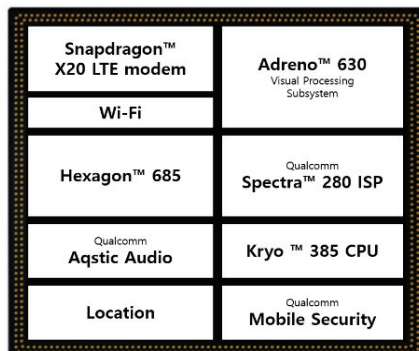 Snapdragon™
X20 LTE modem
Wi-Fi
Hexagon™ 685
Qualcomm
Aqstic Audio
Location
Adreno™ 630
Visual Processing
Subsystem
Qualcomm
Spectra™ 280 ISP
Kryo ™ 385 CPU
Qualcomm
Mobile Security